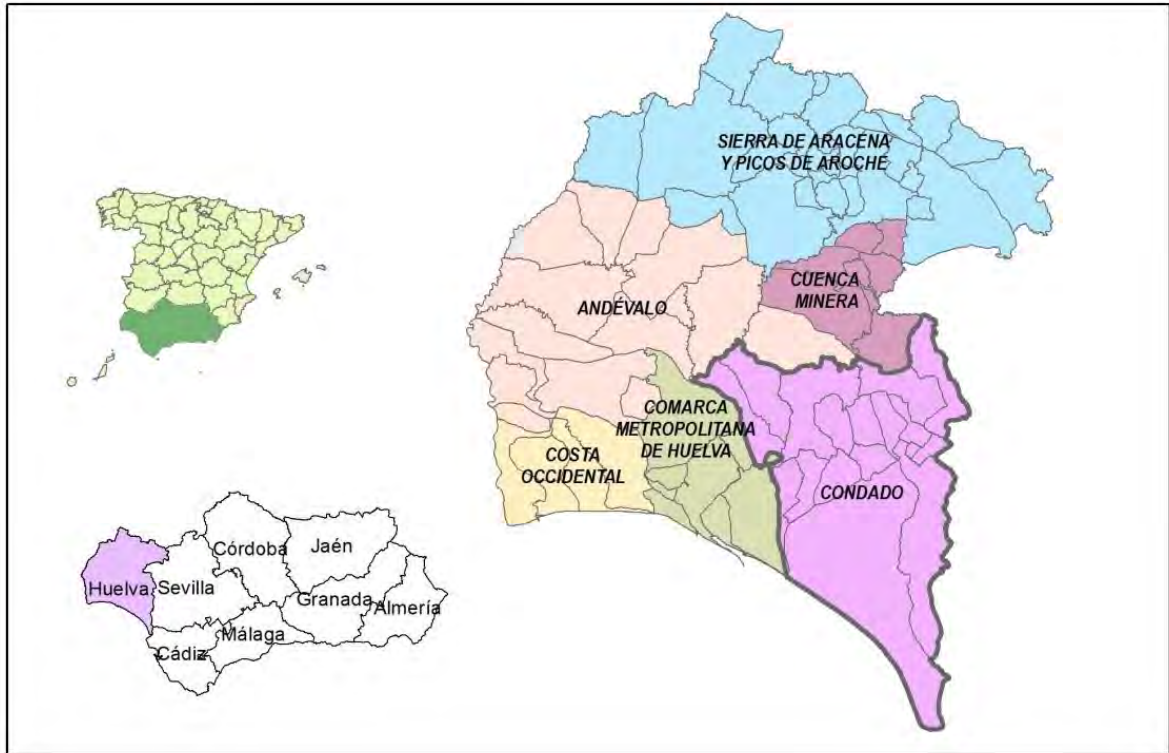 SIERRA DE ARACENA
Y PICOS DE AROCHE
CUENCA
MINERA
ANDÉVALO
COMARCA
METROPOLITANA
DE HUELVA
COSTA
OCCIDENTAL
CONDADO
Córdoba
Jaén
Huelva
Sevilla
Granada
Almería
Málaga
Cádiz